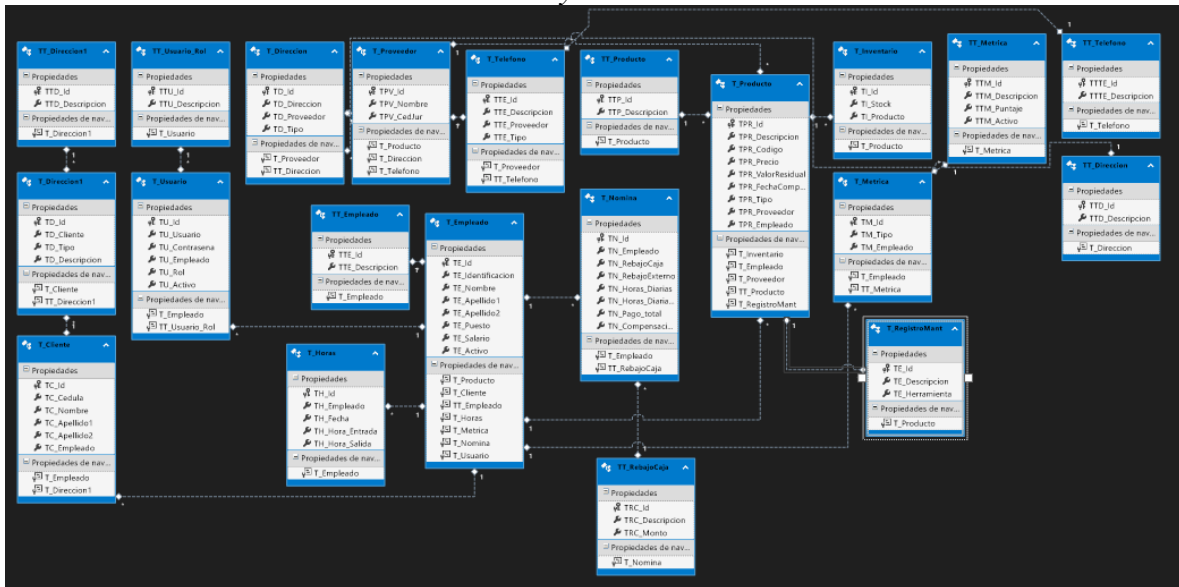 TT_Direccion1
Propiedades
TTD_Id
TTD_Descripcion
Propiedades de nav...
T_Direccion1
TT_Usuario_Rol
Propiedades
TTU_Id
TTU_Descripcion
Propiedades de nav...
T_Usuario
T_Direccion
Propiedades
TD_Id
TD_Direccion
TD_Proveedor
TD_Tipo
Propiedades de nav...
T_Proveedor
TT_Direccion
T_Proveedor
Propiedades
TPV_Id
TPV_Nombre
TPV_CedJur
Propiedades de nav...
T_Producto
T_Direccion
T_Telefono
T_Telefono
Propiedades
TTE_Id
TTE_Descripcion
TTE_Proveedor
TTE_Tipo
Propiedades de nav...
T_Proveedor
TT_Telefono
TT_Producto
Propiedades
TTP_Id
TTP_Descripcion
Propiedades de nav...
T_Producto
T_Producto
Propiedades
TPR_Id
TPR_Descripcion
TPR_Codigo
TPR_Precio
TPR_ValorResidual
TPR_FechaComp...
TPR_Tipo
TPR_Proveedor
TPR_Empleado
Propiedades de nav...
T_Inventario
T_Empleado
T_Proveedor
TT_Producto
T_RegistroMant
T_Inventario
Propiedades
TI_Id
TI_Stock
TI_Producto
Propiedades de nav...
T_Producto
TT_Metrica
Propiedades
TTM_Id
TTM_Descripcion
TTM_Puntaje
TTM_Activo
Propiedades de nav...
T_Metrica
TT_Telefono
Propiedades
TTTE_Id
TTTE_Descripcion
Propiedades de nav...
T_Telefono
T_Direccion1
Propiedades
TD_Id
TD_Cliente
TD_Tipo
TD_Descripcion
Propiedades de nav...
T_Cliente
TT_Direccion1
T_Usuario
Propiedades
TU_Id
TU_Usuario
TU_Contrasena
TU_Empleado
TU_Rol
TU_Activo
Propiedades de nav...
T_Empleado
TT_Usuario_Rol
TT_Empleado
Propiedades
TTE_Id
TTE_Descripcion
Propiedades de nav...
T_Empleado
T_Empleado
Propiedades
TE_Id
TE_Identificacion
TE_Nombre
TE_Apellido1
TE_Apellido2
TE_Puesto
TE_Salario
TE_Activo
Propiedades de nav...
T_Producto
T_Cliente
TT_Empleado
T_Horas
T_Metrica
T_Nomina
T_Usuario
T_Nomina
Propiedades
TN_Id
TN_Empleado
TN_RebajoCaja
TN_RebajoExterno
TN_Horas_Diarias
TN_Horas_Diaria...
TN_Pago_total
TN_Compensaci...
Propiedades de nav...
T_Empleado
TT_RebajoCaja
T_Metrica
Propiedades
TM_Id
TM_Tipo
TM_Empleado
Propiedades de nav...
T_Empleado
TT_Metrica
TT_Direccion
Propiedades
TTD_Id
TTD_Descripcion
Propiedades de nav...
T_Direccion
T_Cliente
Propiedades
TC_Id
TC_Cedula
TC_Nombre
TC_Apellido1
TC_Apellido2
TC_Empleado
Propiedades de nav...
T_Empleado
T_Direccion1
T_Horas
Propiedades
TH_Id
TH_Empleado
TH_Fecha
TH_Hora_Entrada
TH_Hora_Salida
Propiedades de nav...
T_Empleado
T_RegistroMant
Propiedades
TE_Id
TE_Descripcion
TE_Herramienta
Propiedades de nav...
T_Producto
TT_RebajoCaja
Propiedades
TRC_Id
TRC_Descripcion
TRC_Monto
Propiedades de nav...
T_Nomina